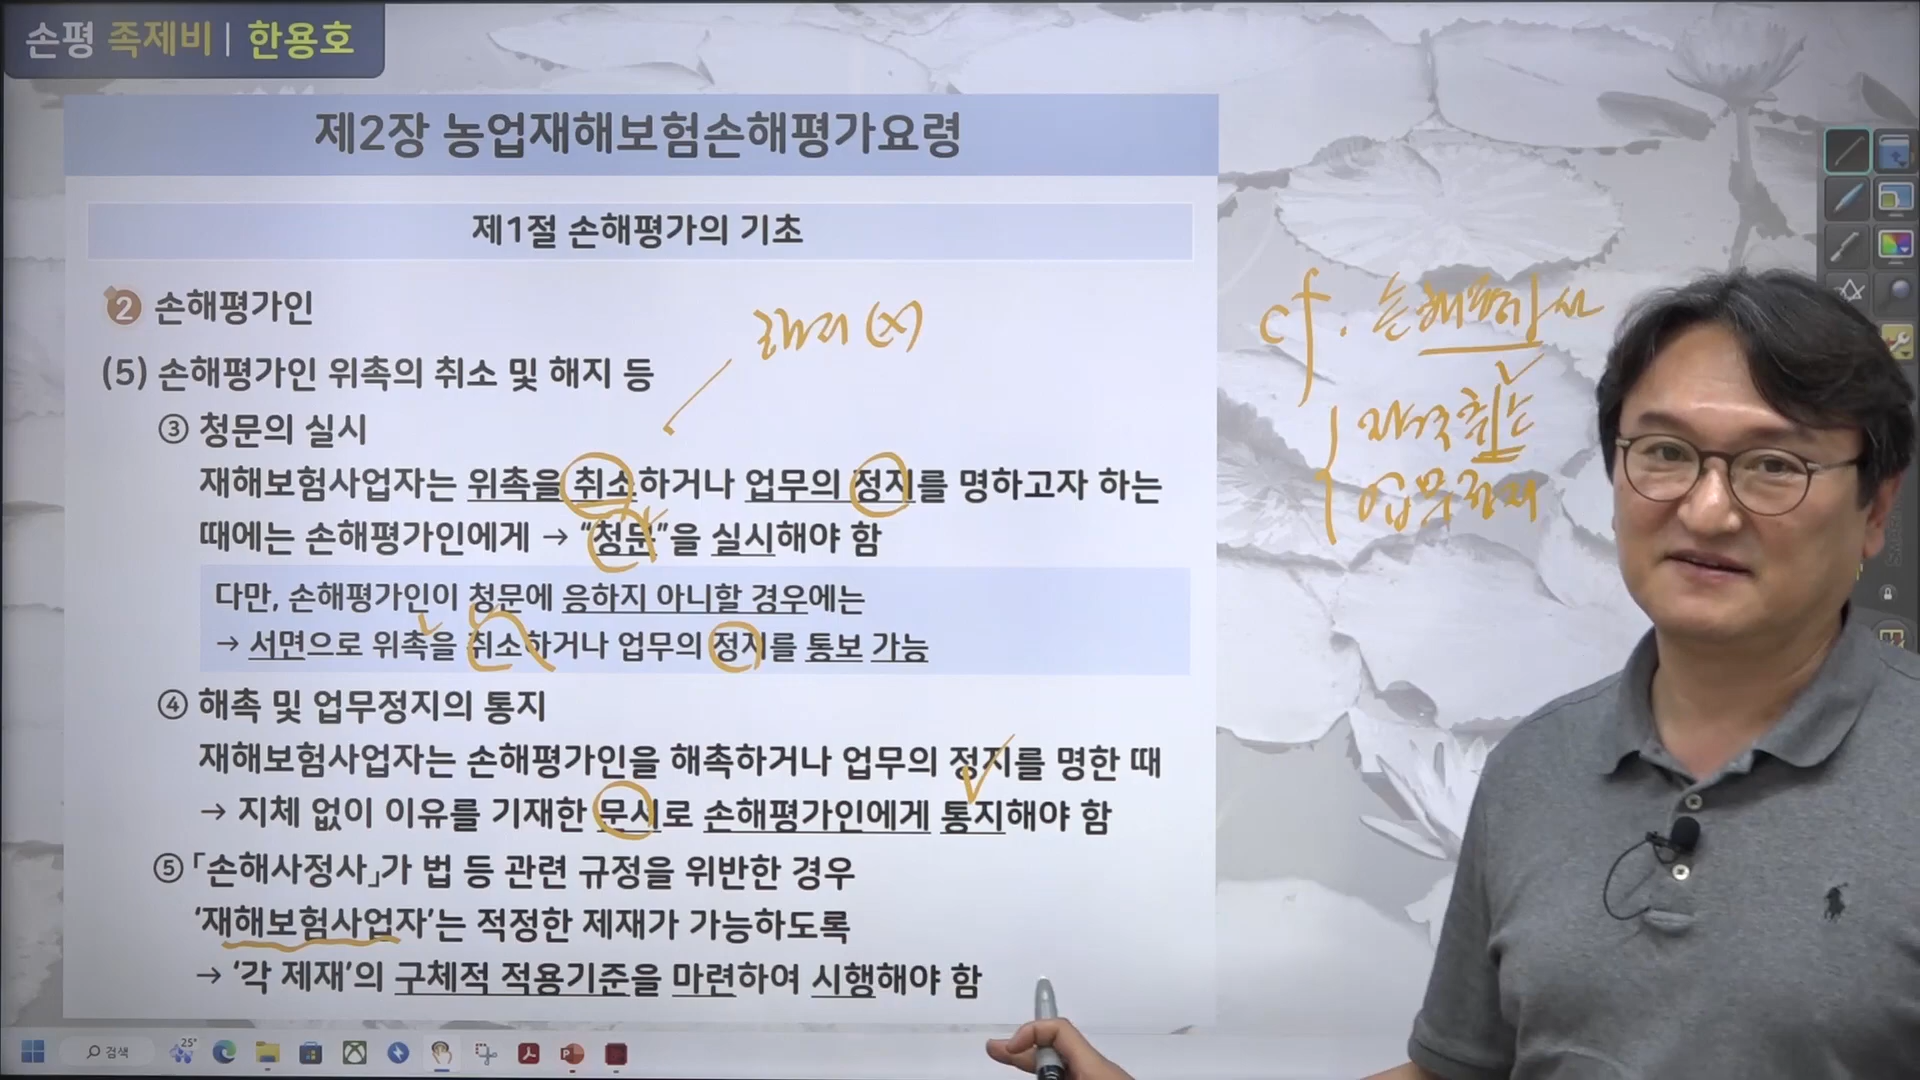 손평 족제비 | 한용호
제2장 농업재해보험손해평가요령
제1절 손해평가의 기초
2 손해평가인
(5) 손해평가인 위촉의 취소 및 해지 등
해지 (x)
③ 청문의 실시
재해보험사업자는 위촉을 취소하거나 업무의 정지를 명하고자 하는
때에는 손해평가인에게 → “청문”을 실시해야 함
다만, 손해평가인이 청문에 응하지 아니할 경우에는
→ 서면으로 위촉을 취소하거나 업무의 정지를 통보 가능
④ 해촉 및 업무정지의 통지
재해보험사업자는 손해평가인을 해촉하거나 업무의 정지를 명한 때
→ 지체 없이 이유를 기재한 문서로 손해평가인에게 통지해야 함
⑤ 「손해사정사」가 법 등 관련 규정을 위반한 경우
‘재해보험사업자’는 적정한 제재가 가능하도록
→ ‘각 제재’의 구체적 적용기준을 마련하여 시행해야 함
cf. 손해평가사
자격취소
업무정지
검색
25°